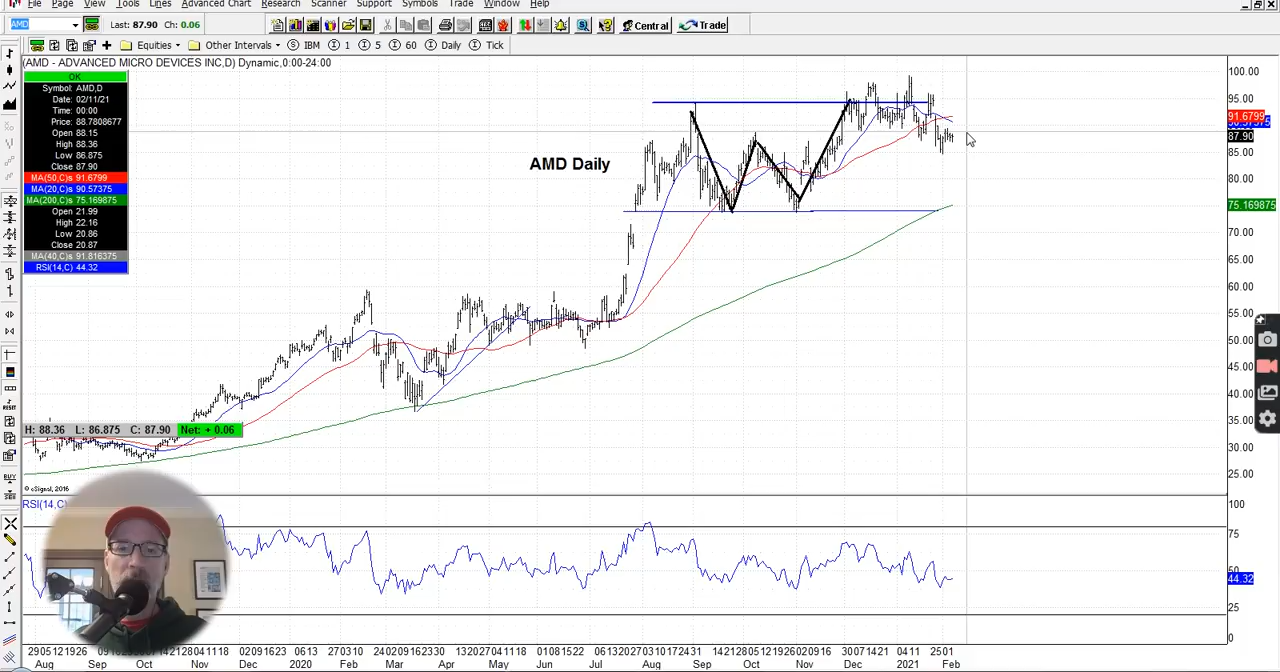 File Page View Tools Lists Advanced Chart Research Scanner Support Symbols Trade Window Help
AMD Last: 87.90 Ch: 0.06 Central Trade
Equities Other Intervals IBM 1 5 60 Daily Tick
(AMD - ADVANCED MICRO DEVICES INC,D) Dynamic,0:00-24:00
OK
Symbol: AMD,D
Date: 02/11/21
Time: 00:00
Price: 88.7808677
Open 88.15
High 88.36
Low 86.875
Close 87.90
MA(50,C)s 91.6799
MA(20,C)s 90.57375
MA(200,C)s 75.169875
Open 21.99
High 22.16
Low 20.86
Close 20.87
MA(40,C)s 91.816375
RSI(14,C) 44.32
AMD Daily
100.00
95.00
91.6799
90.57375
87.90
85.00
80.00
75.169875
70.00
65.00
60.00
55.00
50.00
45.00
40.00
35.00
30.00
25.00
H: 88.36 L: 86.875 C: 87.90 Net: + 0.06
© eSignal, 2016
RESET
BUY
RSI(14,C)
100
75
50
44.32
25
0
Aug Sep Oct Nov Dec 2020 Feb Mar Apr May Jun Jul Aug Sep Oct Nov Dec 2021 Feb